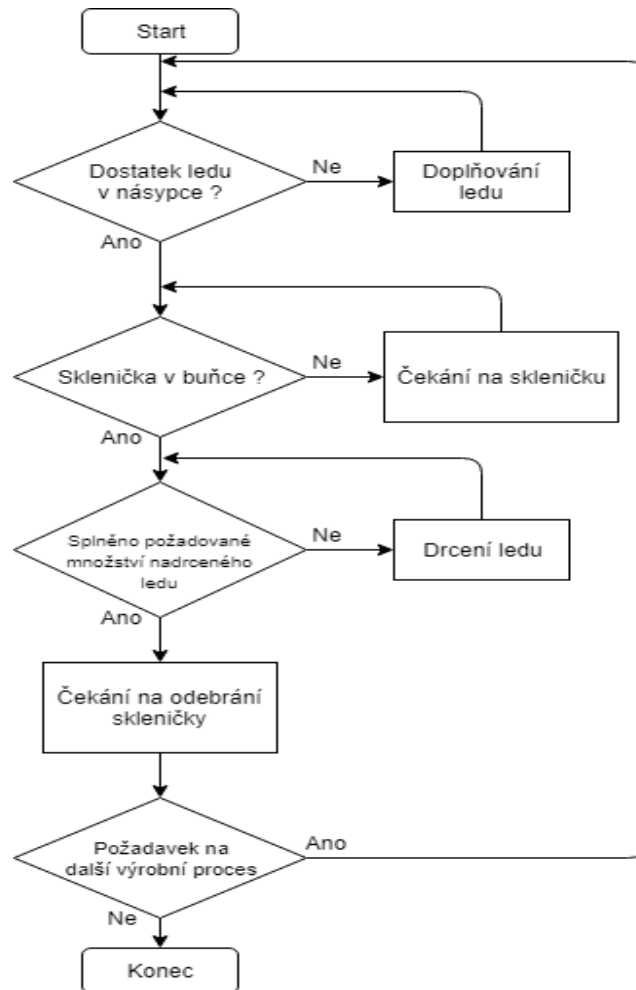 Start
Dostatek ledu
v násypce ?
Ne
Doplňování
ledu
Ano
Sklenička v buňce ?
Ne
Čekání na skleničku
Ano
Splněno požadované
množství nadrceného
ledu
Ne
Drcení ledu
Ano
Čekání na odebrání
skleničky
Požadavek na
další výrobní proces
Ano
Ne
Konec